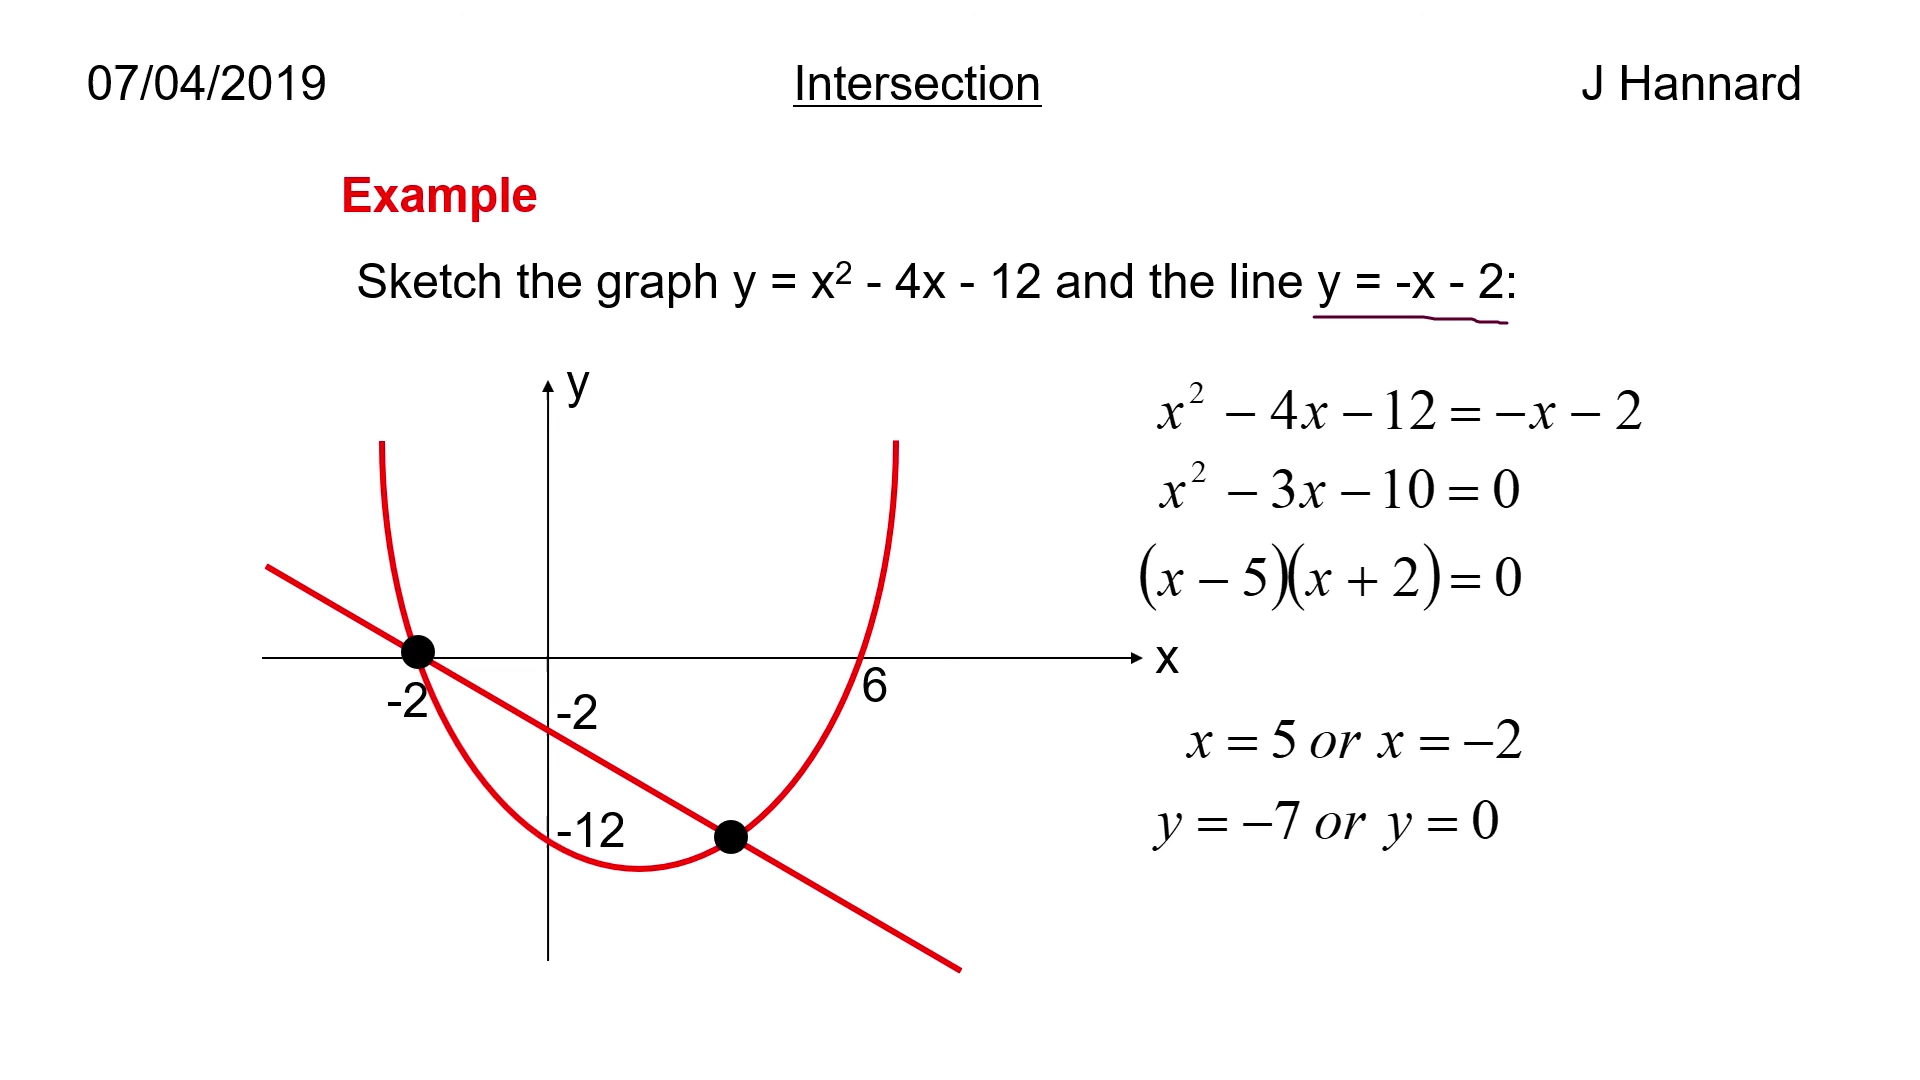 07/04/2019 Intersection J Hannard
Example
Sketch the graph y = x² - 4x - 12 and the line y = -x - 2:
y
x² − 4x − 12 = −x − 2
x² − 3x − 10 = 0
(x − 5)(x + 2) = 0
x
-2
-2
6
-12
x = 5 or x = −2
y = −7 or y = 0